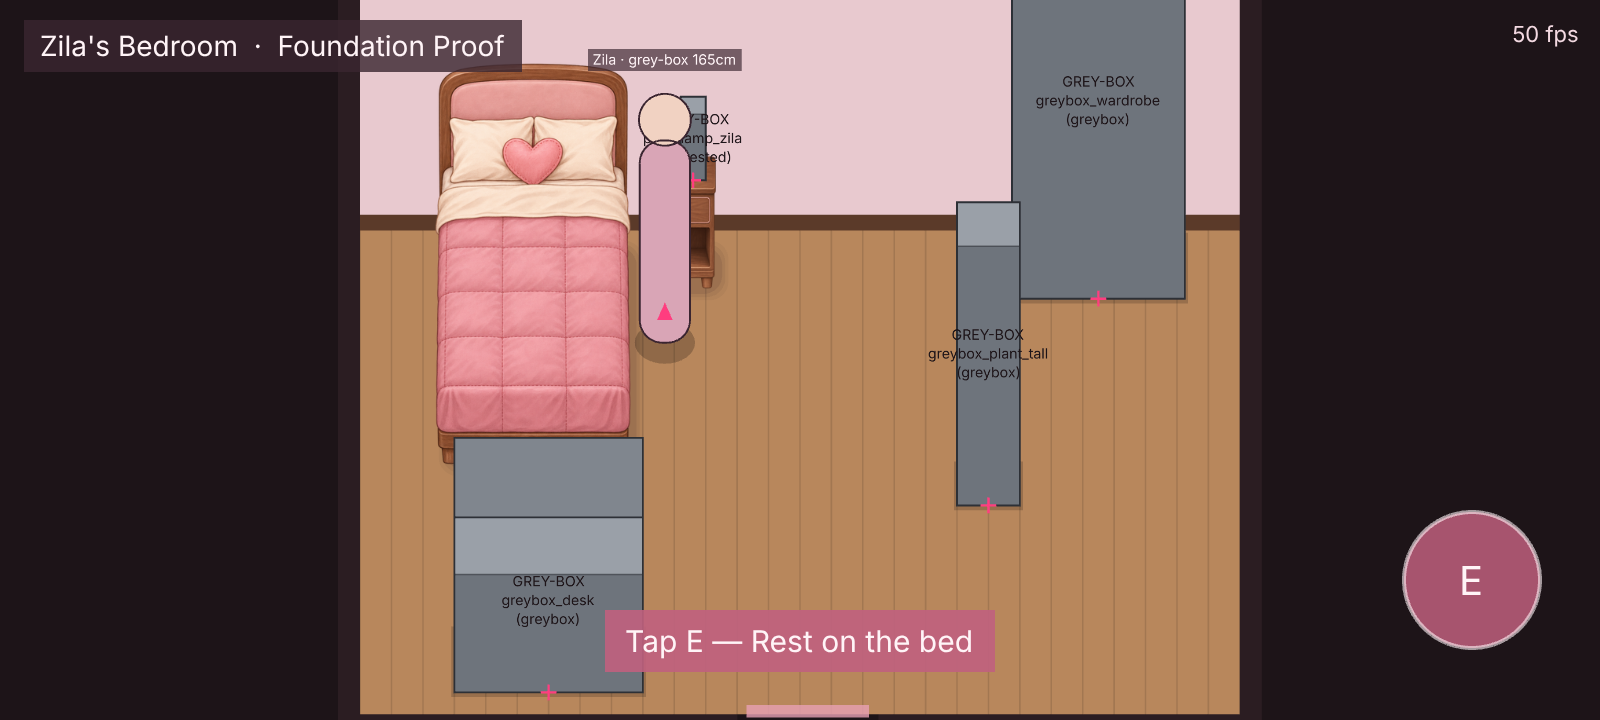 Zila's Bedroom · Foundation Proof
50 fps
Zila · grey-box 165cm
GREY-BOX
greybox_wardrobe
(greybox)
GREY-BOX
greybox_plant_tall
(greybox)
GREY-BOX
greybox_desk
(greybox)
Tap E — Rest on the bed
E